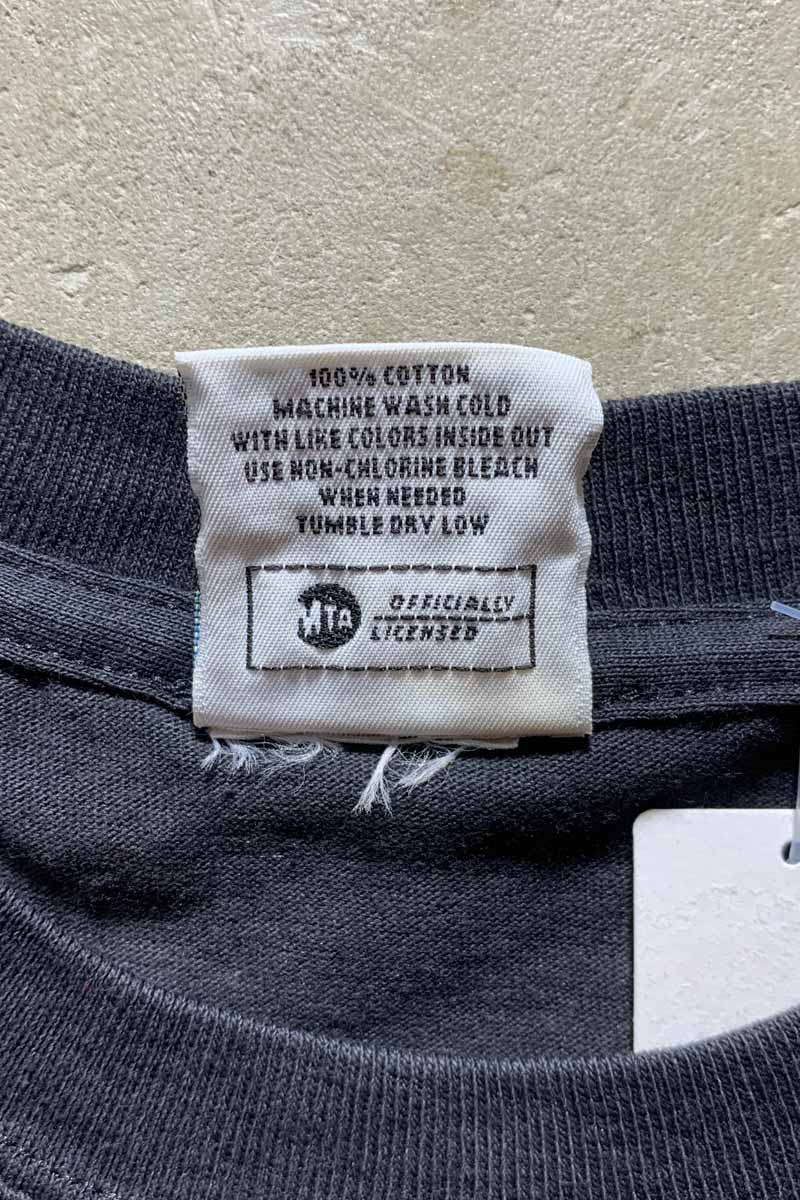 100% COTTON
MACHINE WASH COLD
WITH LIKE COLORS INSIDE OUT
USE NON-CHLORINE BLEACH
WHEN NEEDED
TUMBLE DRY LOW
MTA OFFICIALLY
LICENSED